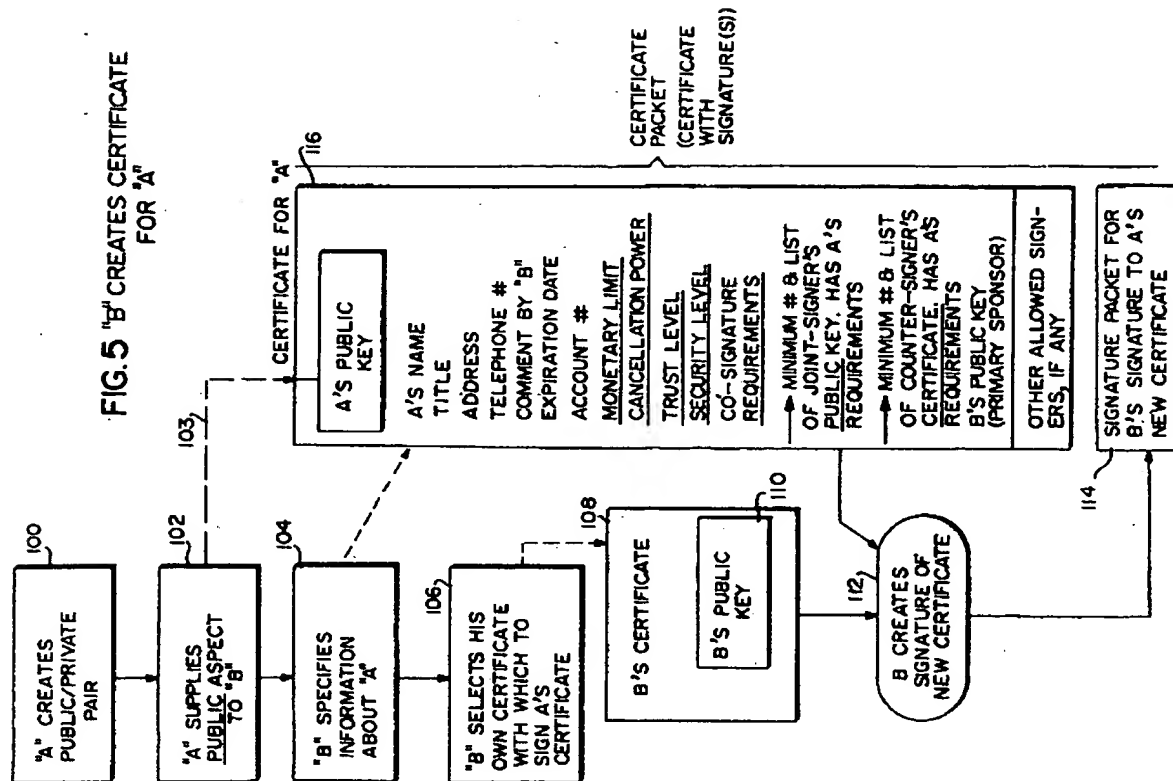 FIG. 5 "B" CREATES CERTIFICATE
FOR "A"
100
"A" CREATES
PUBLIC/PRIVATE
PAIR
102
103
"A" SUPPLIES
PUBLIC ASPECT
TO "B"
104
"B" SPECIFIES
INFORMATION
ABOUT "A"
106
"B" SELECTS HIS
OWN CERTIFICATE
WITH WHICH TO
SIGN A'S
CERTIFICATE
108
B'S CERTIFICATE
110
B'S PUBLIC
KEY
112
B CREATES
SIGNATURE OF
NEW CERTIFICATE
CERTIFICATE FOR "A"
116
A'S PUBLIC
KEY
A'S NAME
TITLE
ADDRESS
TELEPHONE #
COMMENT BY "B"
EXPIRATION DATE
ACCOUNT #
MONETARY LIMIT
CANCELLATION POWER
TRUST LEVEL
SECURITY LEVEL
CO-SIGNATURE
REQUIREMENTS
MINIMUM # & LIST
OF JOINT-SIGNER'S
PUBLIC KEY, HAS A'S
REQUIREMENTS
MINIMUM # & LIST
OF COUNTER-SIGNER'S
CERTIFICATE, HAS A'S
REQUIREMENTS
B'S PUBLIC KEY
(PRIMARY SPONSOR)
OTHER ALLOWED SIGN-
ERS, IF ANY
114
SIGNATURE PACKET FOR
B'S SIGNATURE TO A'S
NEW CERTIFICATE
CERTIFICATE
PACKET
(CERTIFICATE
WITH
SIGNATURE(S))